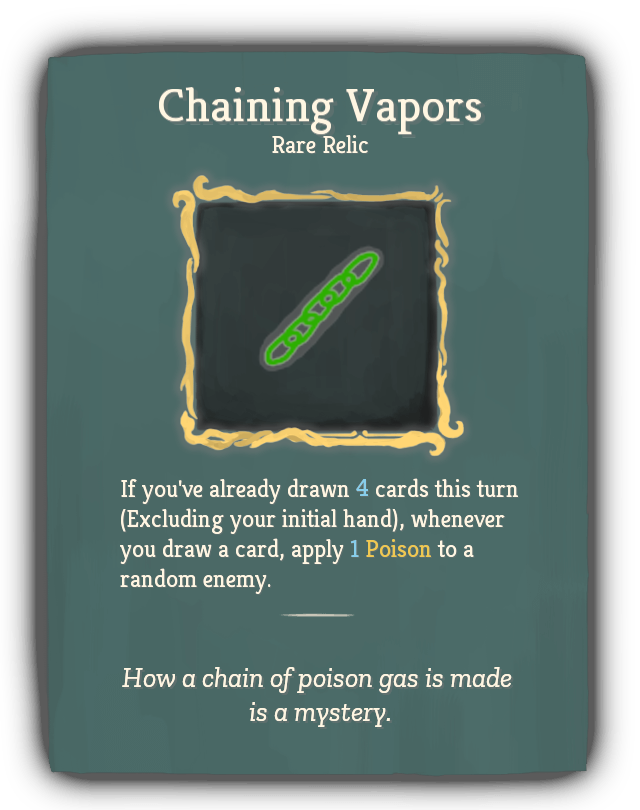 Chaining Vapors
Rare Relic
If you've already drawn 4 cards this turn
(Excluding your initial hand), whenever
you draw a card, apply 1 Poison to a
random enemy.
How a chain of poison gas is made
is a mystery.